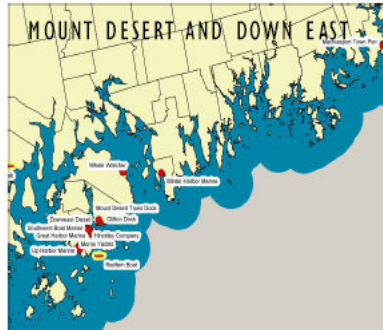 MOUNT DESERT AND DOWN EAST
Machiasport Town Pier
Whale Watcher
Winter Harbor Marina
Mount Desert Town Dock
Downeast Diesel
Clifton Dock
Southwest Boat Marine
Great Harbor Marina
Hinckley Company
Morris Yachts
Up Harbor Marine
Redfern Boat